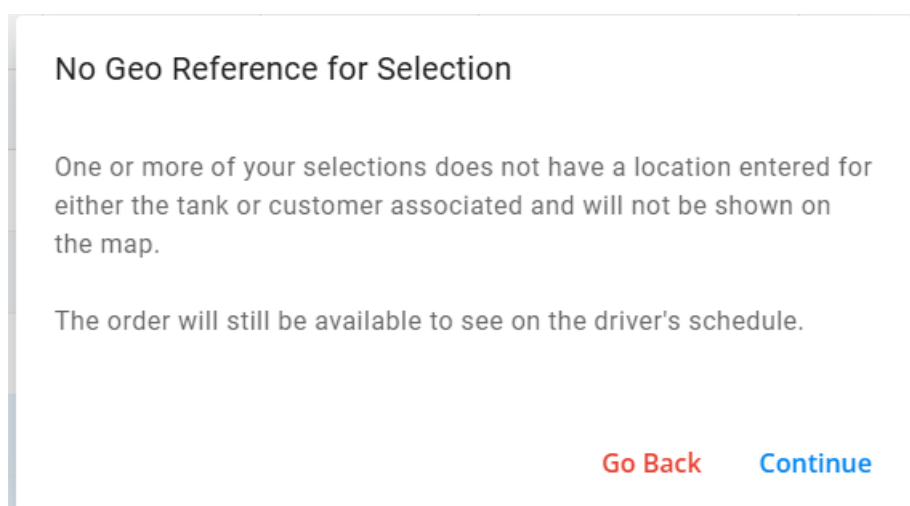 No Geo Reference for Selection
One or more of your selections does not have a location entered for
either the tank or customer associated and will not be shown on
the map.
The order will still be available to see on the driver's schedule.
Go Back Continue